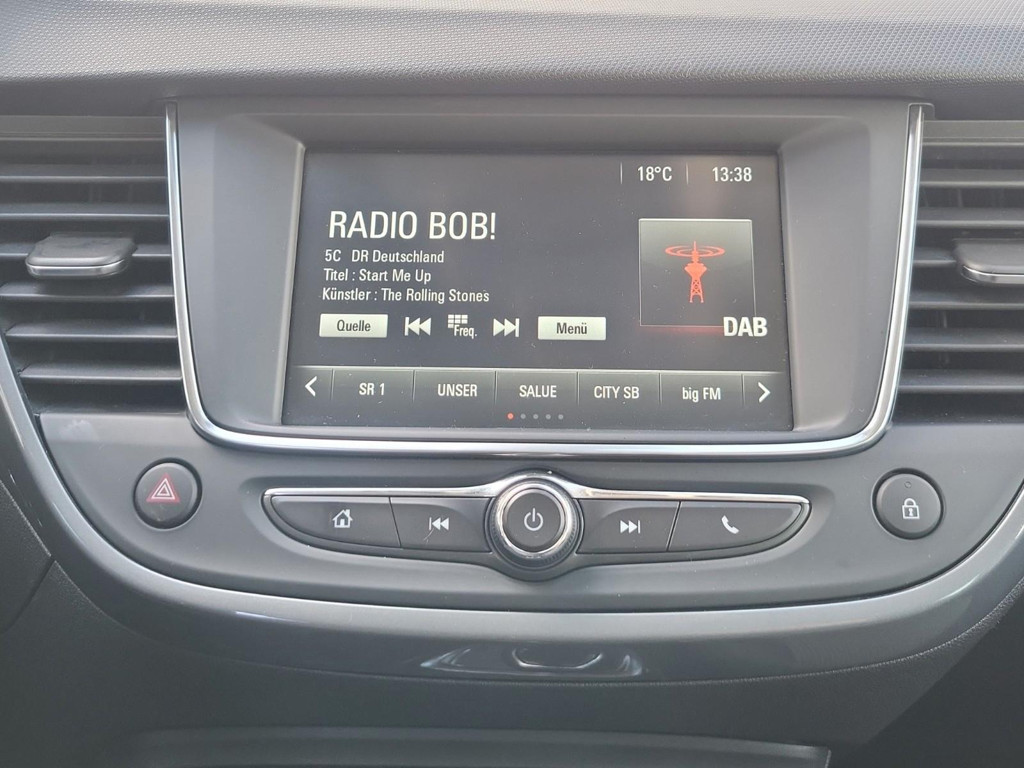 18°C 13:38
RADIO BOB!
5C DR Deutschland
Titel : Start Me Up
Künstler : The Rolling Stones
Quelle Freq. Menü
DAB
SR 1 UNSER SALUE CITY SB big FM